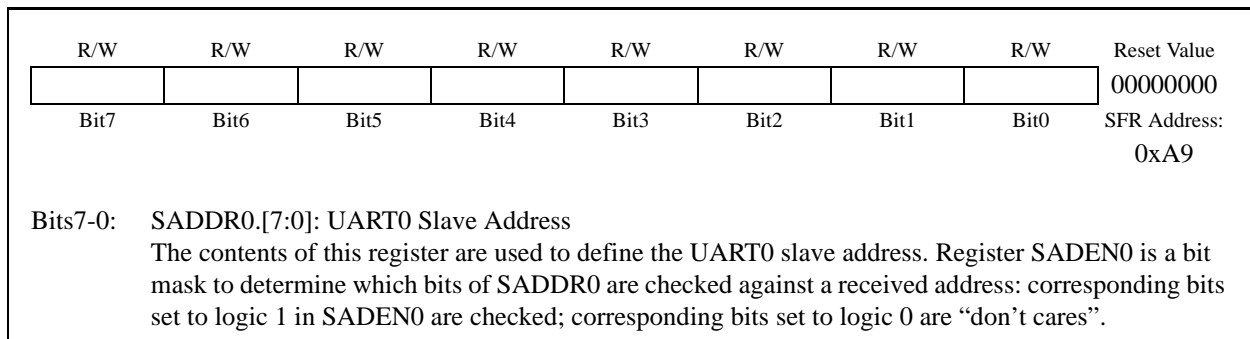 R/W R/W R/W R/W R/W R/W R/W R/W Reset Value
00000000
Bit7 Bit6 Bit5 Bit4 Bit3 Bit2 Bit1 Bit0 SFR Address:
0xA9
Bits7-0: SADDR0.[7:0]: UART0 Slave Address
The contents of this register are used to define the UART0 slave address. Register SADEN0 is a bit
mask to determine which bits of SADDR0 are checked against a received address: corresponding bits
set to logic 1 in SADEN0 are checked; corresponding bits set to logic 0 are “don’t cares”.